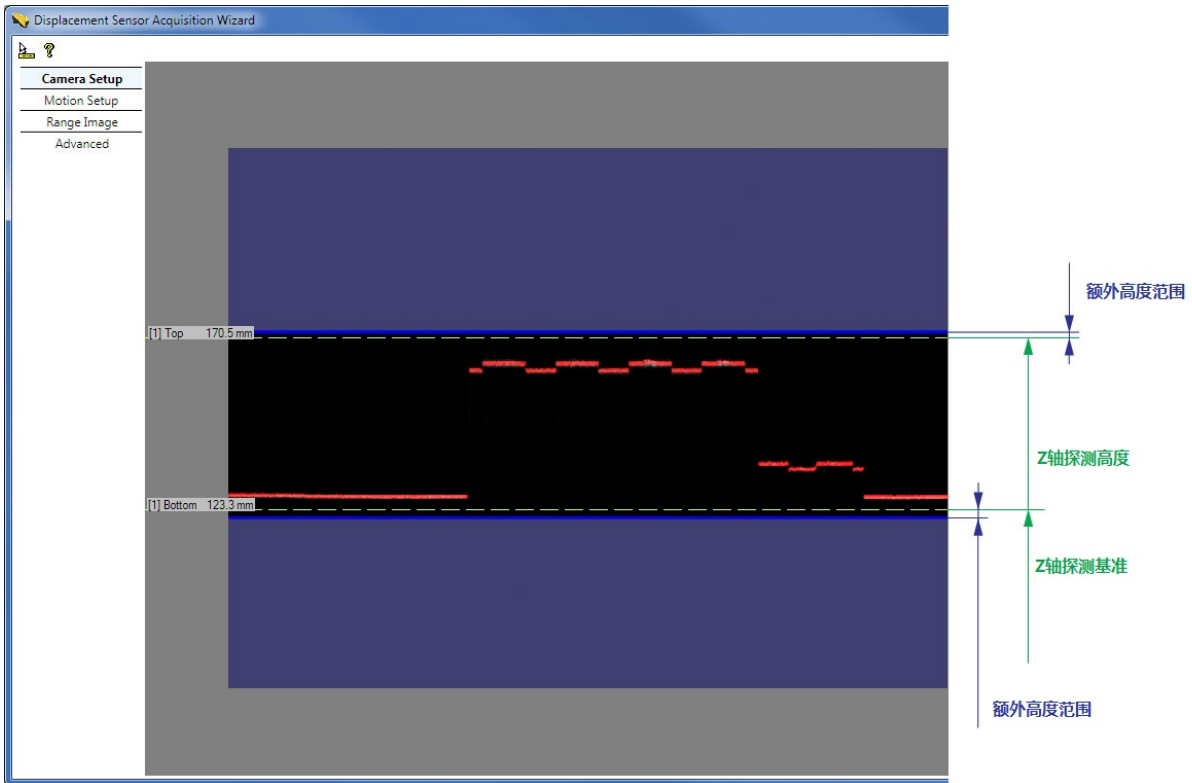 Displacement Sensor Acquisition Wizard
Camera Setup
Motion Setup
Range Image
Advanced
额外高度范围
[1] Top 170.5 mm
Z轴探测高度
[1] Bottom 123.3 mm
Z轴探测基准
额外高度范围